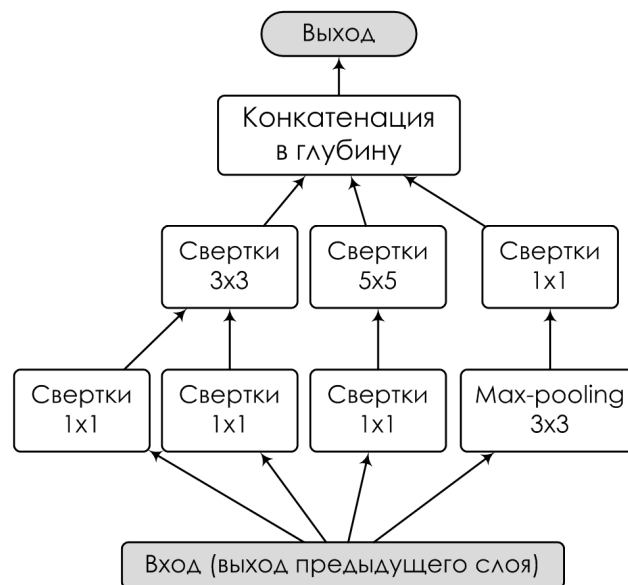 Выход
Конкатенация
в глубину
Свертки
3x3
Свертки
5x5
Свертки
1x1
Свертки
1x1
Свертки
1x1
Свертки
1x1
Max-pooling
3x3
Вход (выход предыдущего слоя)